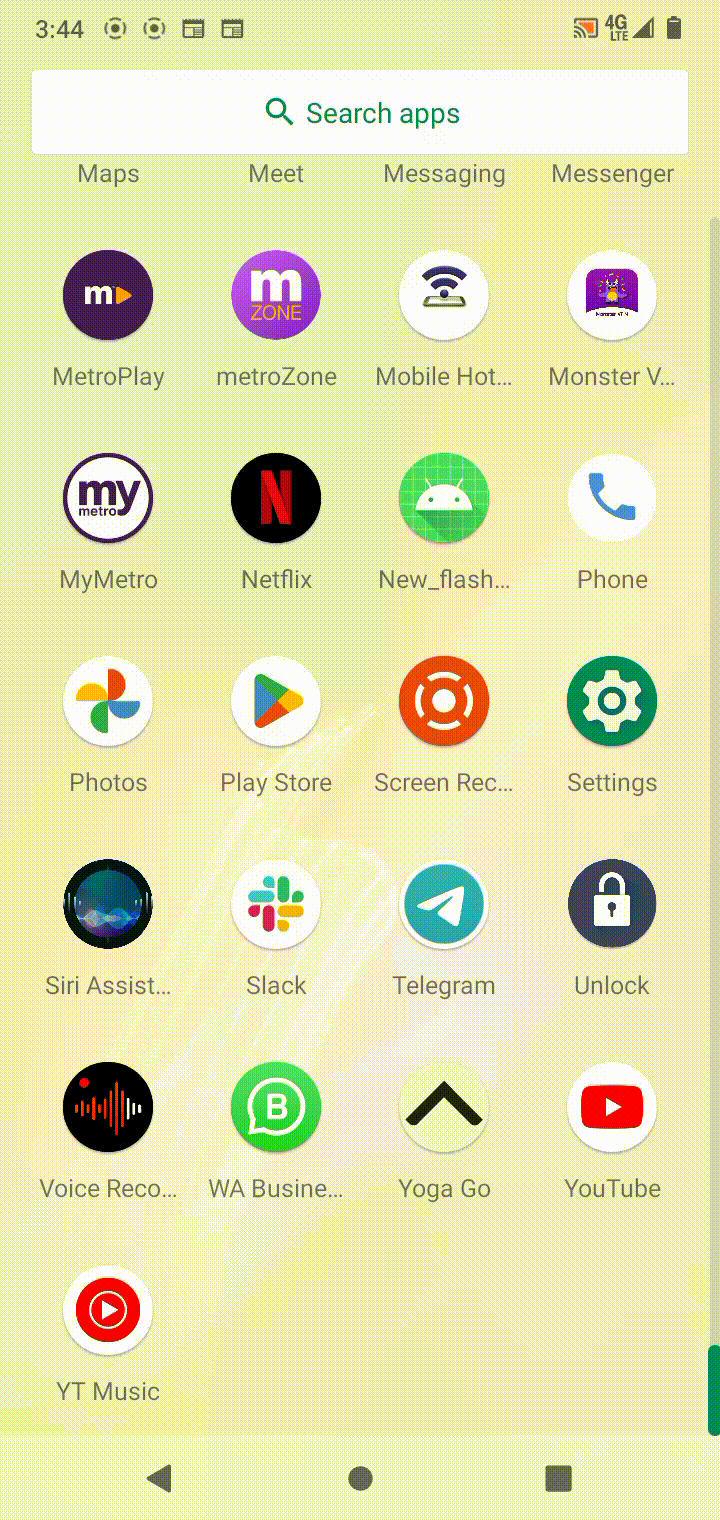 3:44
4G
LTE
Search apps
Maps
Meet
Messaging
Messenger
m
m
ZONE
MetroPlay
metroZone
Mobile Hot...
Monster V...
my
metro
N
MyMetro
Netflix
New_flash...
Phone
Photos
Play Store
Screen Rec...
Settings
Siri Assist...
Slack
Telegram
Unlock
B
Voice Reco...
WA Busine...
Yoga Go
YouTube
YT Music